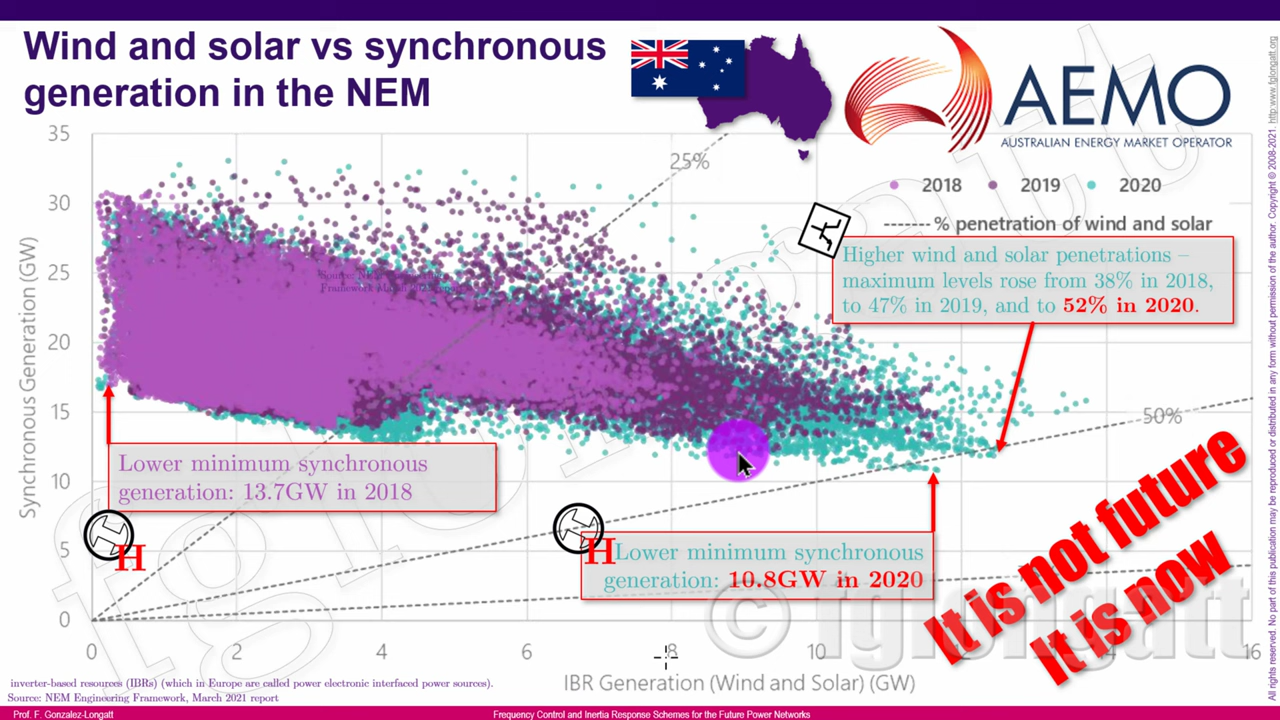 Wind and solar vs synchronous
generation in the NEM
AEMO
AUSTRALIAN ENERGY MARKET OPERATOR
2018 2019 2020
% penetration of wind and solar
Higher wind and solar penetrations –
maximum levels rose from 38% in 2018,
to 47% in 2019, and to 52% in 2020.
25%
50%
Synchronous Generation (GW)
35
30
25
20
15
10
5
0
Lower minimum synchronous
generation: 13.7GW in 2018
H
H
Lower minimum synchronous
generation: 10.8GW in 2020
It is not future
It is now
© fglongatt
0 2 4 6 8 10 16
BR Generation (Wind and Solar) (GW)
inverter-based resources (IBRs) (which in Europe are called power electronic interfaced power sources).
Source: NEM Engineering Framework, March 2021 report
Prof. F. Gonzalez-Longatt
Frequency Control and Inertia Response Schemes for the Future Power Networks
All rights reserved. No part of this publication may be reproduced or distributed in any form without permission of the author. Copyright © 2008-2021. http:www.fglongatt.org